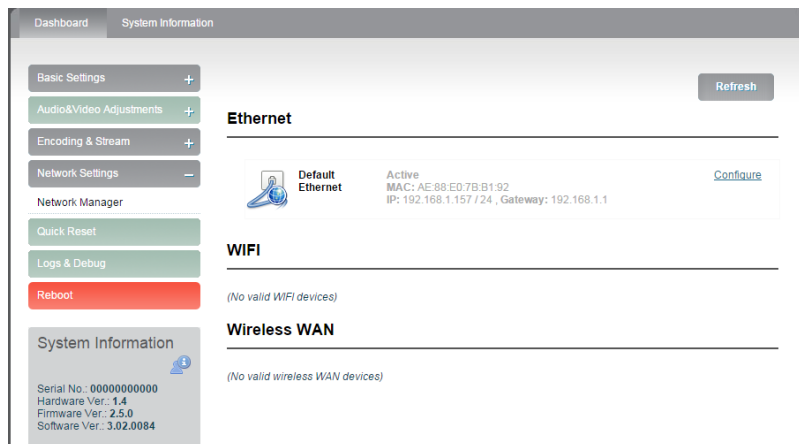 Dashboard System Information
Basic Settings +
Audio&Video Adjustments +
Encoding & Stream +
Network Settings –
Network Manager
Quick Reset
Logs & Debug
Reboot
System Information
Serial No.: 00000000000
Hardware Ver.: 1.4
Firmware Ver.: 2.5.0
Software Ver.: 3.02.0084
Refresh
Ethernet
Default
Ethernet
Active
MAC: AE:88:E0:7B:B1:92
IP: 192.168.1.157 / 24 , Gateway: 192.168.1.1
Configure
WIFI
(No valid WIFI devices)
Wireless WAN
(No valid wireless WAN devices)